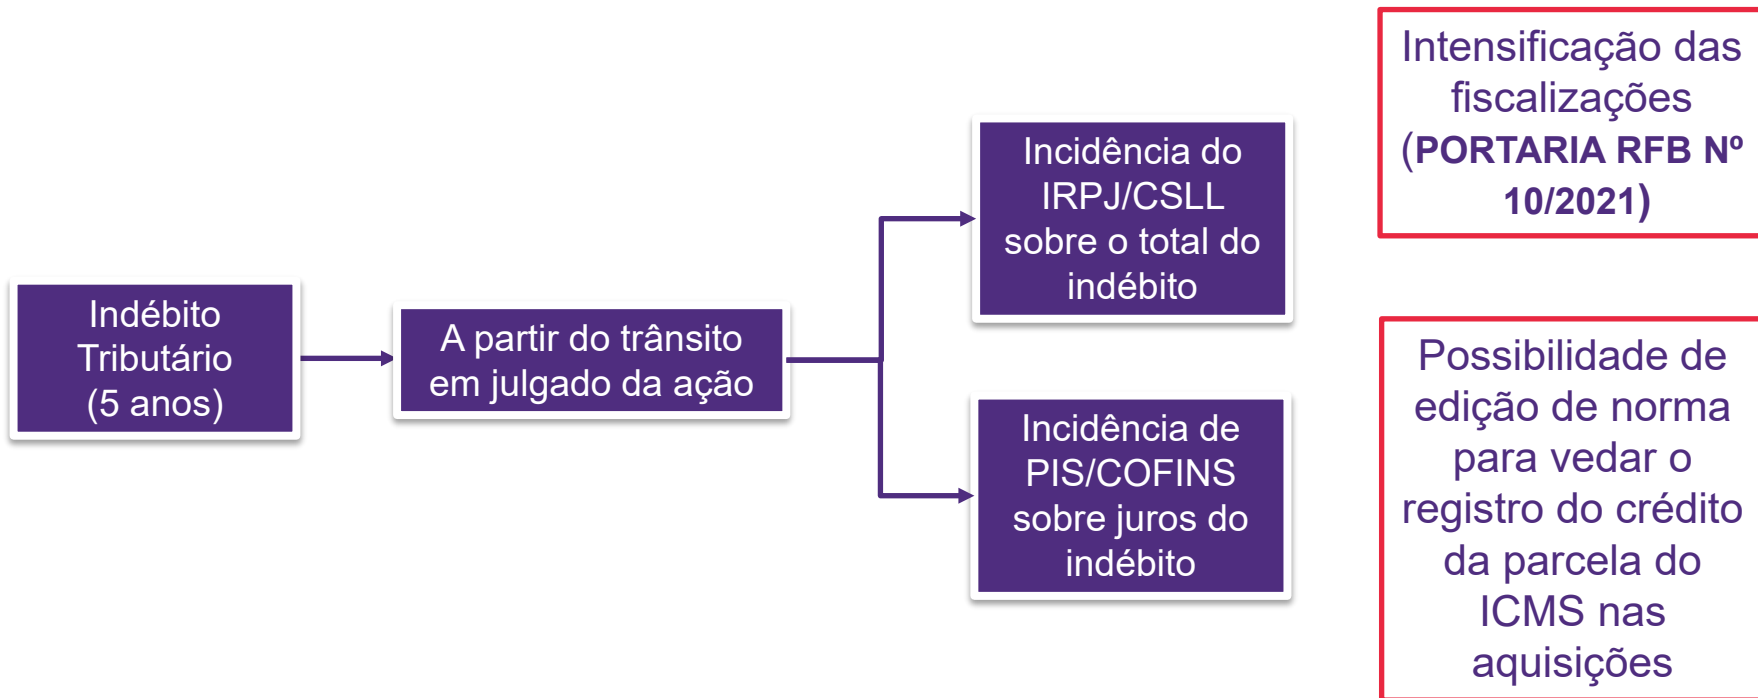 Indébito
Tributário
(5 anos)
A partir do trânsito
em julgado da ação
Incidência do
IRPJ/CSLL
sobre o total do
indébito
Incidência de
PIS/COFINS
sobre juros do
indébito
Intensificação das
fiscalizações
(PORTARIA RFB Nº
10/2021)
Possibilidade de
edição de norma
para vedar o
registro do crédito
da parcela do
ICMS nas
aquisições